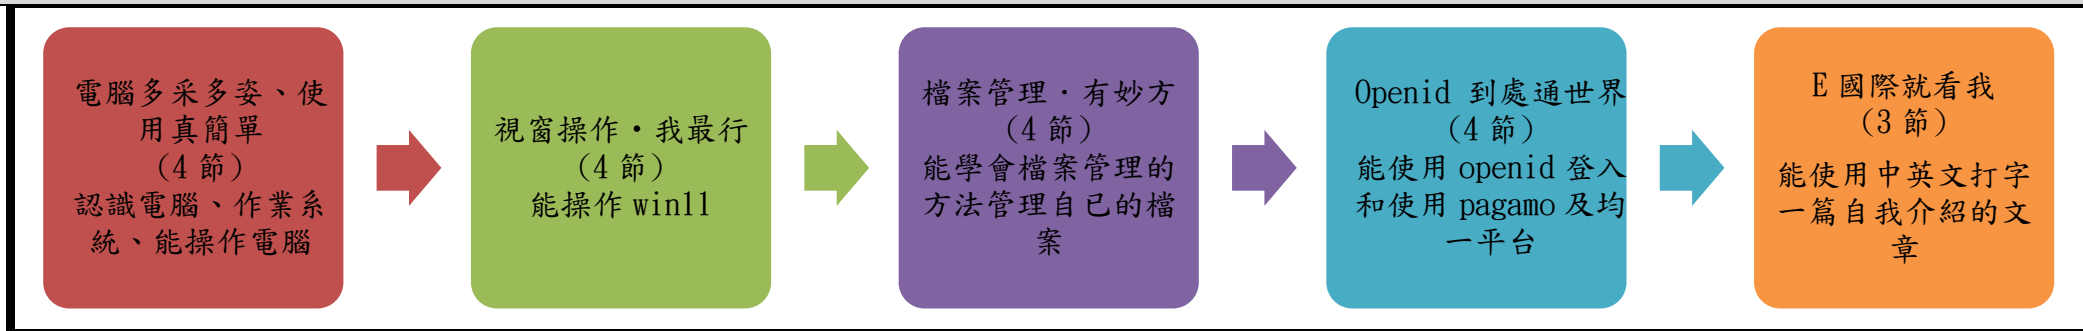 電腦多采多姿、使
用真簡單
(4 節)
認識電腦、作業系
統、能操作電腦
視窗操作・我最行
(4 節)
能操作 win11
檔案管理・有妙方
(4 節)
能學會檔案管理的
方法管理自已的檔
案
Openid 到處通世界
(4 節)
能使用 openid 登入
和使用 pagamo 及均
一平台
E 國際就看我
(3 節)
能使用中英文打字
一篇自我介紹的文
章